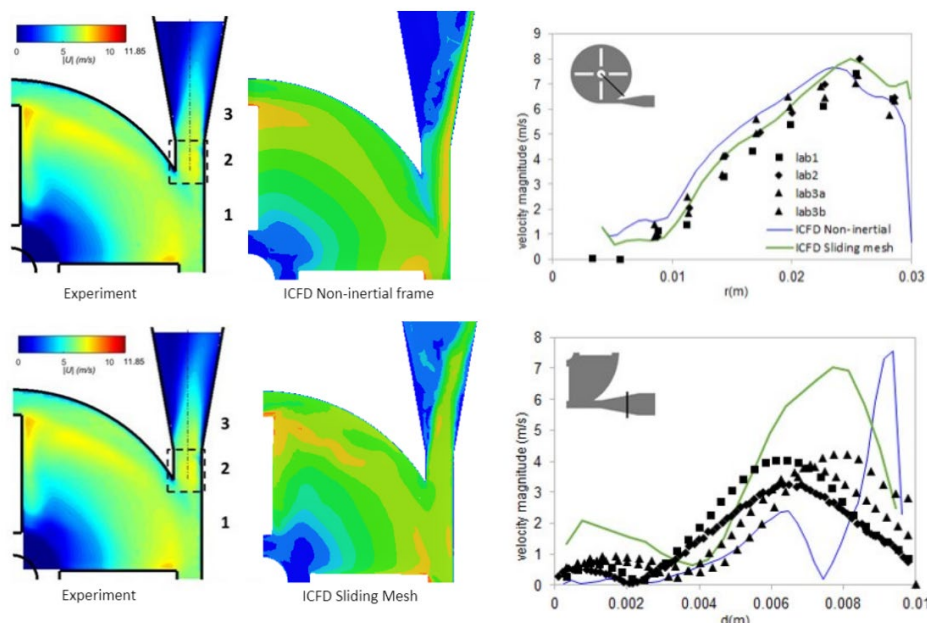 0 5 10 11.85
|U| (m/s)
3
2
1
Experiment
ICFD Non-inertial frame
9
8
7
6
5
4
3
2
1
0
velocity magnitude (m/s)
lab1
lab2
lab3a
lab3b
ICFD Non-inertial
ICFD Sliding mesh
0 0.01 0.02 0.03
r(m)
0 5 10 11.85
|U| (m/s)
3
2
1
Experiment
ICFD Sliding Mesh
8
7
6
5
4
3
2
1
0
velocity magnitude (m/s)
0 0.002 0.004 0.006 0.008 0.01
d(m)